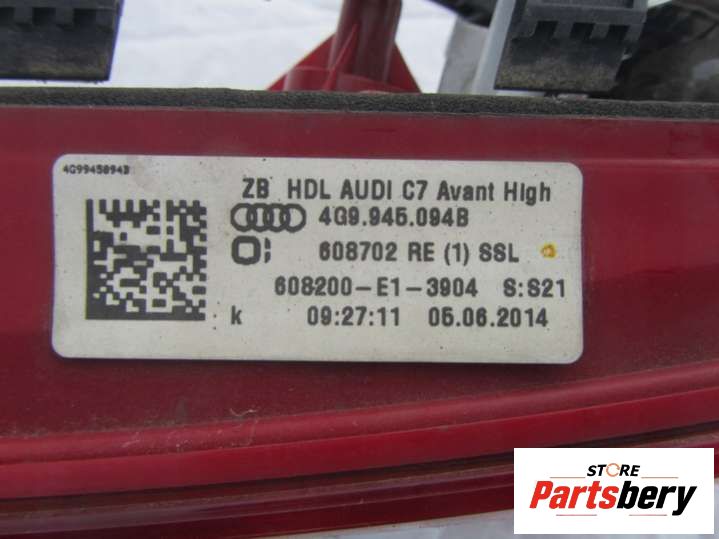 4G9945094B
ZB HDL AUDI C7 Avant High
4G9.945.094B
608702 RE (1) SSL
608200-E1-3904 S:S21
k 09:27:11 05.06.2014
STORE
Partsbery